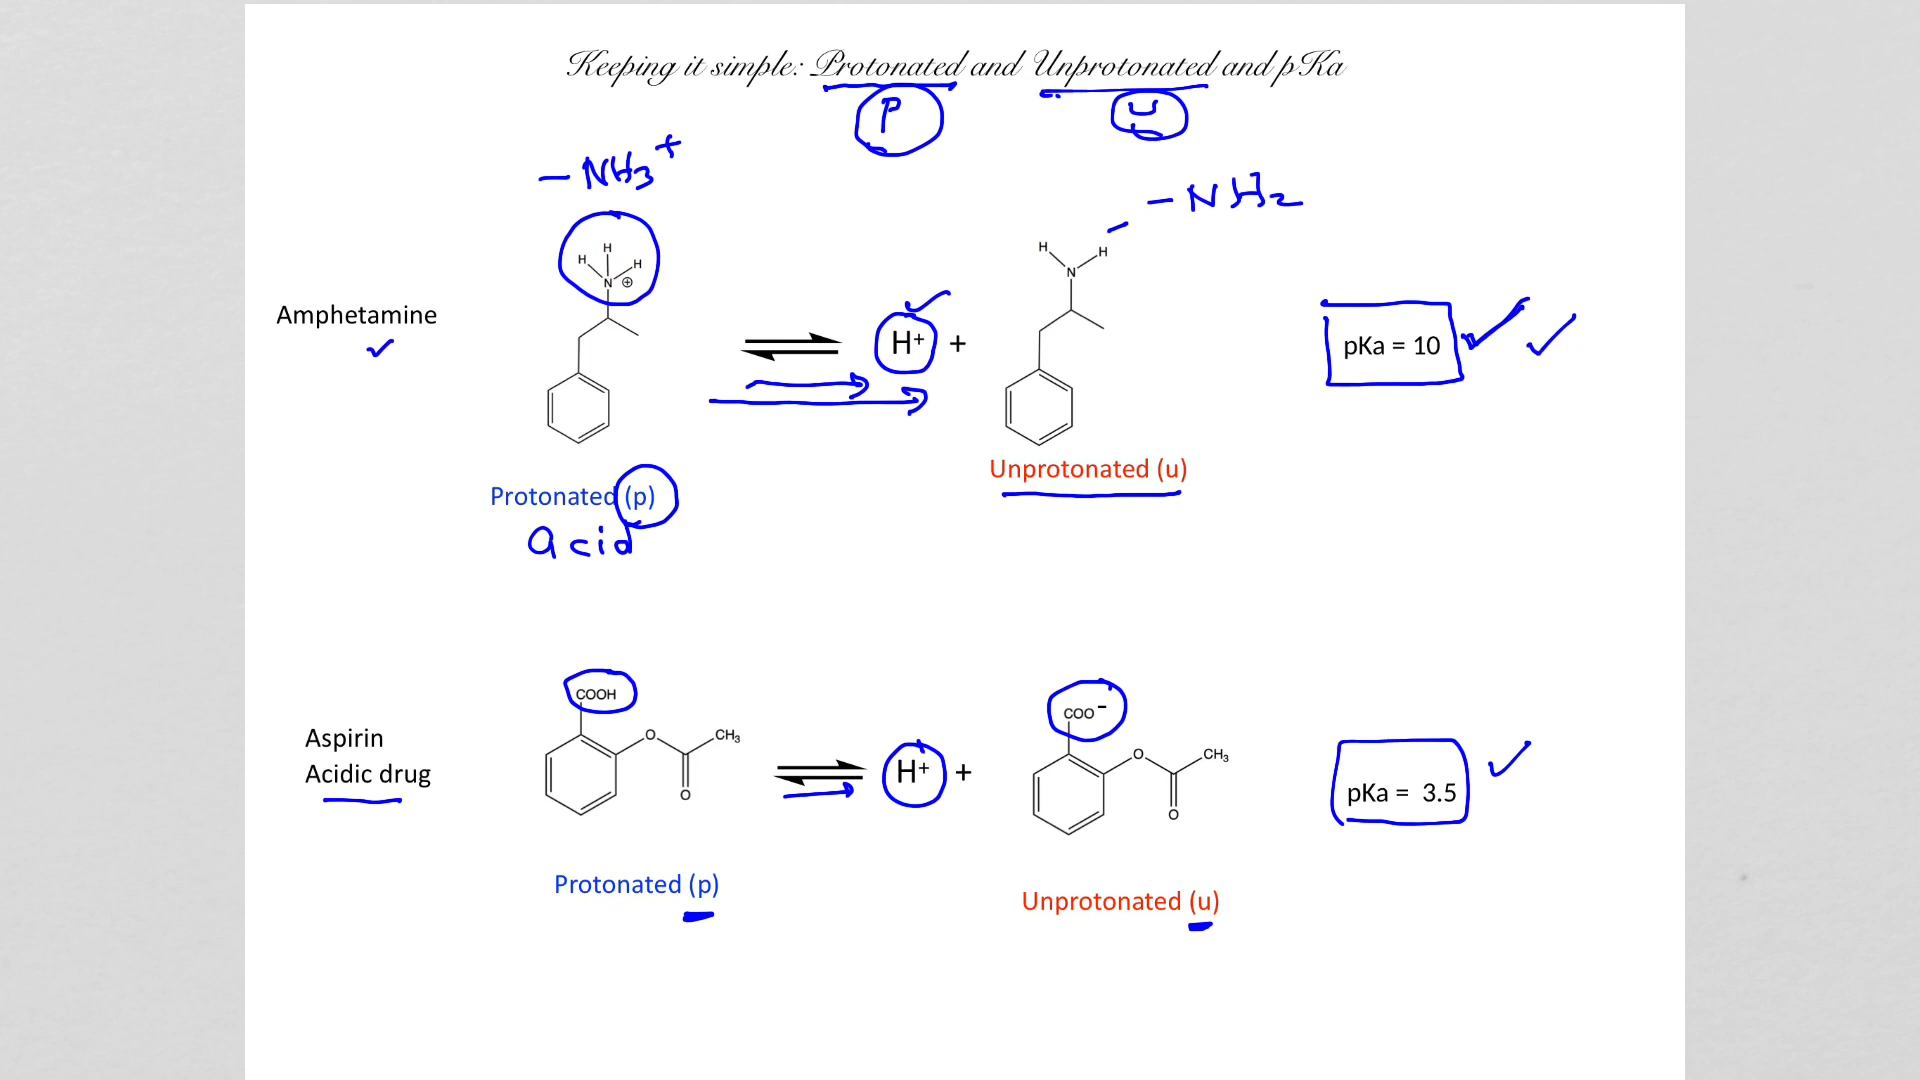 Keeping it simple: Protonated and Unprotonated and pKa
P
U
- NH3+
- NH2
H
H
H
H
H
N ⊕
N
Amphetamine
H+ +
pKa = 10
Unprotonated (u)
Protonated (p)
acid
COOH
COO-
O
CH3
O
CH3
Aspirin
Acidic drug
H+ +
pKa = 3.5
O
O
Protonated (p)
Unprotonated (u)